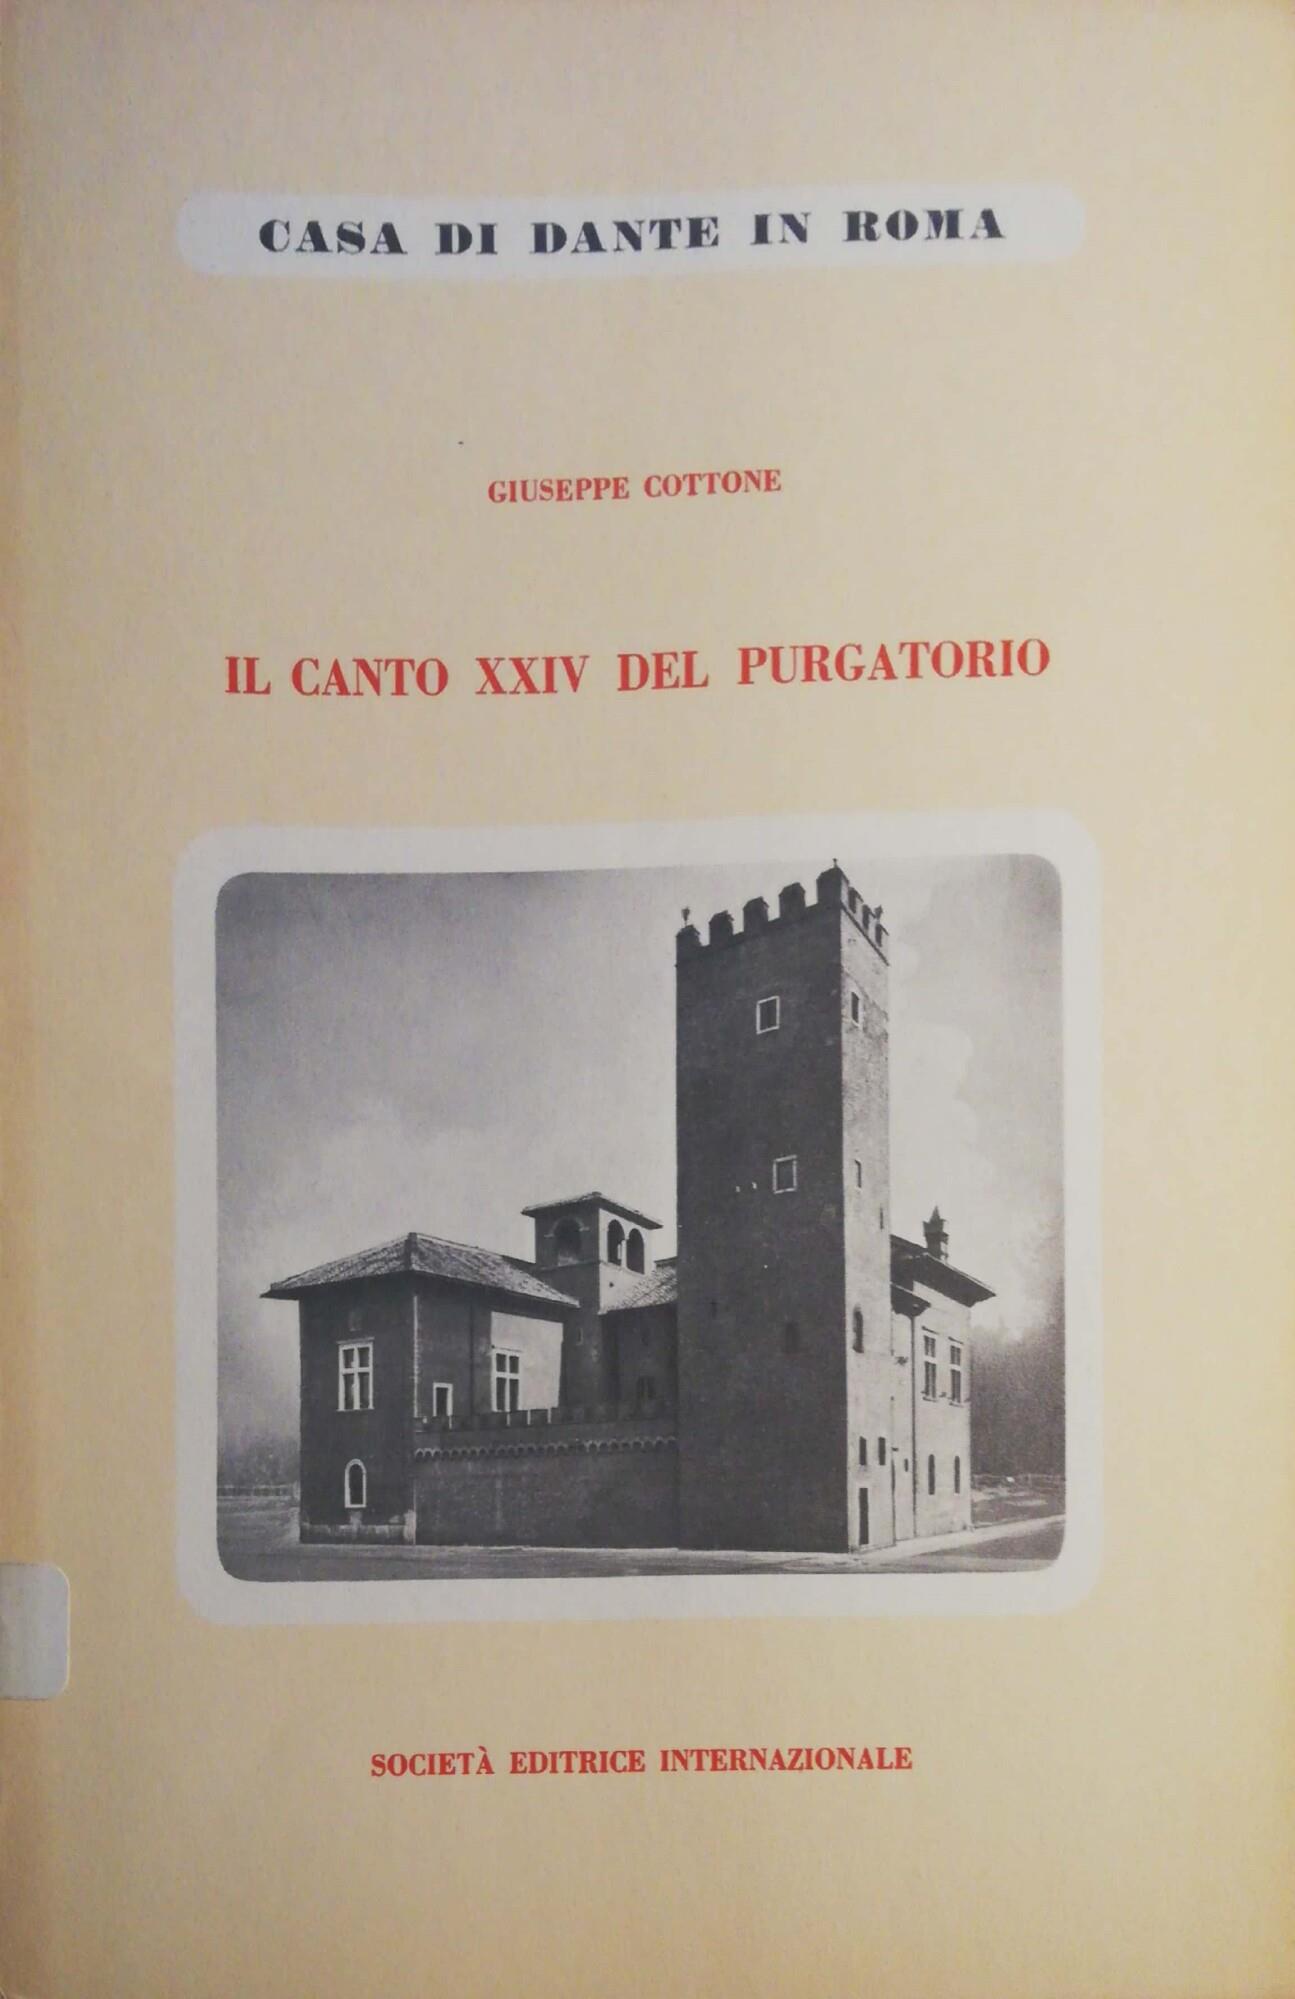 CASA DI DANTE IN ROMA
GIUSEPPE COTTONE
IL CANTO XXIV DEL PURGATORIO
SOCIETÀ EDITRICE INTERNAZIONALE